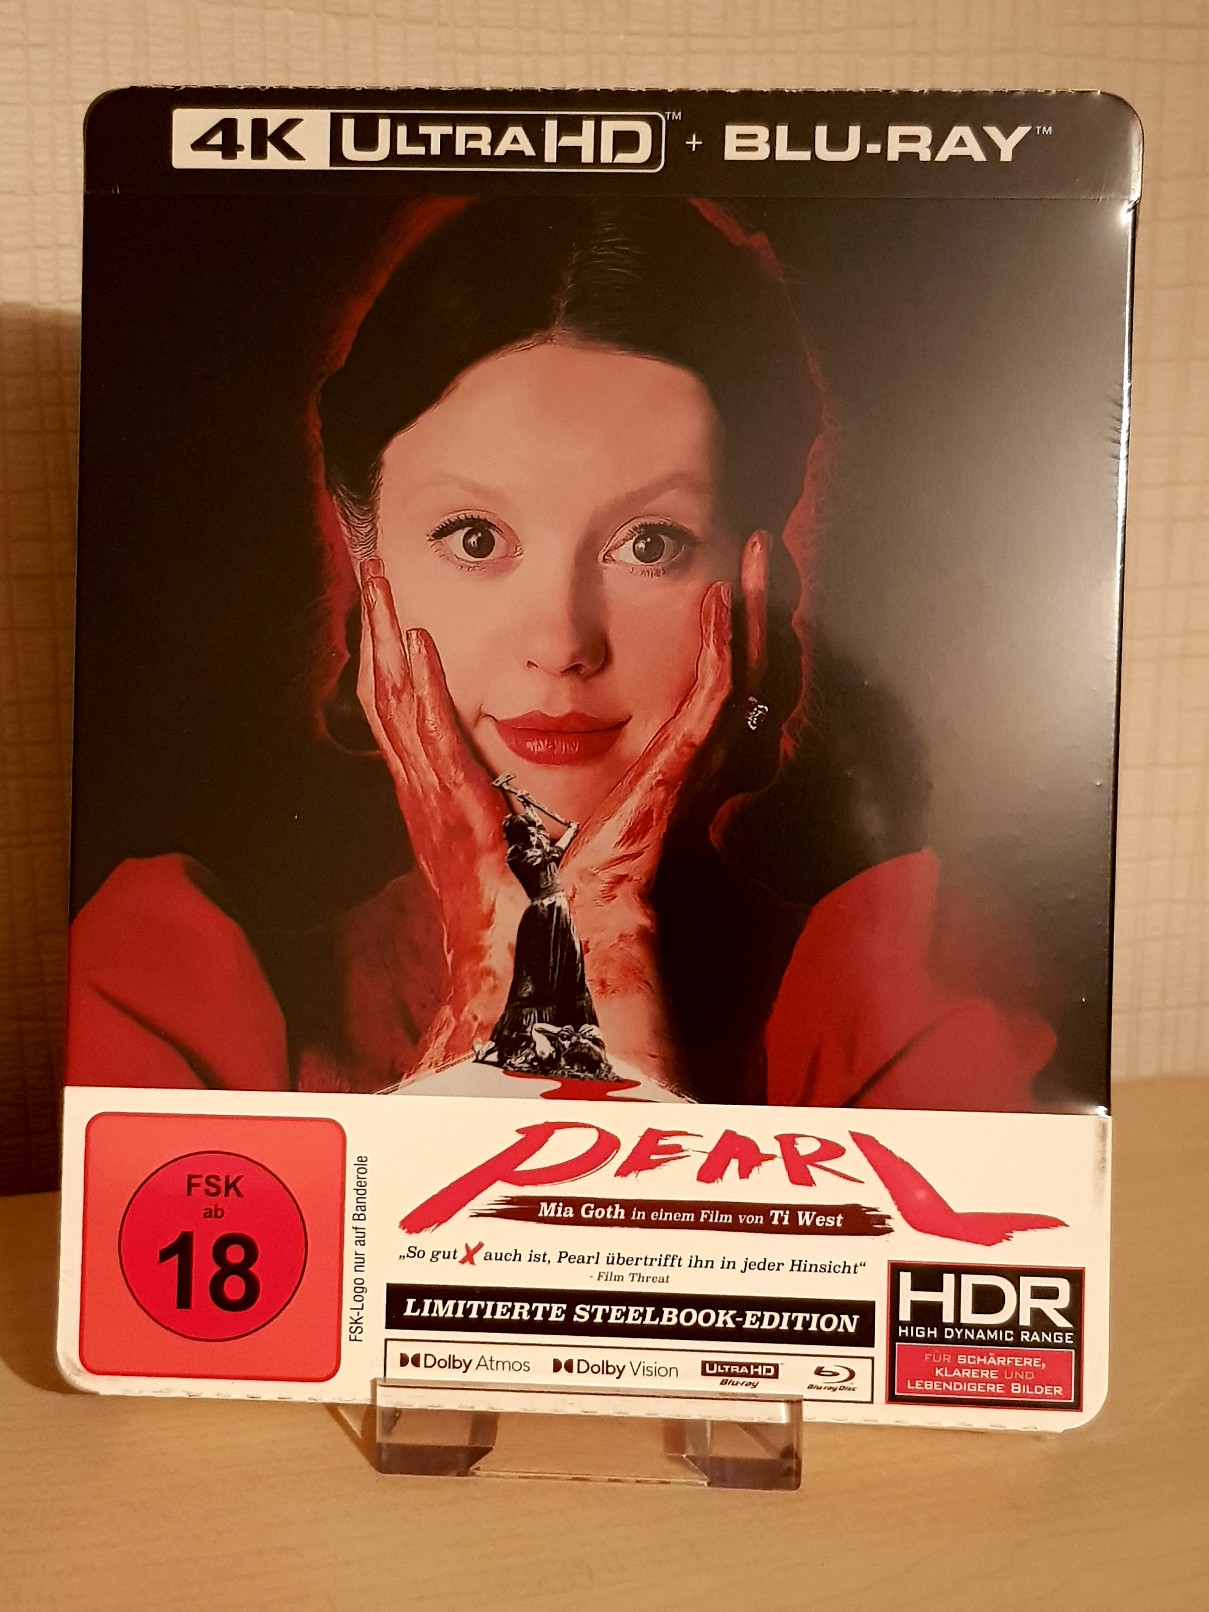 4K ULTRA HD™ + BLU-RAY™
FSK
ab
18
FSK-Logo nur auf Banderole
PEARL
Mia Goth in einem Film von Ti West
„So gut X auch ist, Pearl übertrifft ihn in jeder Hinsicht“
- Film Threat
LIMITIERTE STEELBOOK-EDITION
Dolby Atmos Dolby Vision ULTRA HD Blu-ray Blu-ray Disc
HDR
HIGH DYNAMIC RANGE
FÜR SCHÄRFERE,
KLARERE UND
LEBENDIGERE BILDER